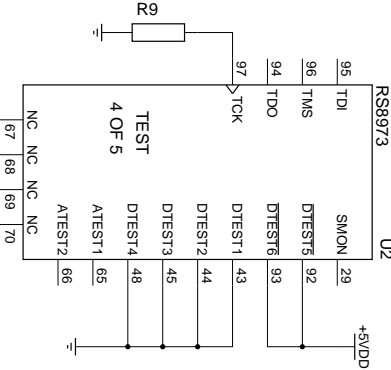 R9
RS8973
U2
97
94
96
95
TCK
TDO
TMS
TDI
TEST
4 OF 5
NC
NC
NC
NC
67
68
69
70
ATEST2
ATEST1
DTEST4
DTEST3
DTEST2
DTEST1
DTEST6
DTEST5
SMON
66
65
48
45
44
43
93
92
29
+5VDD